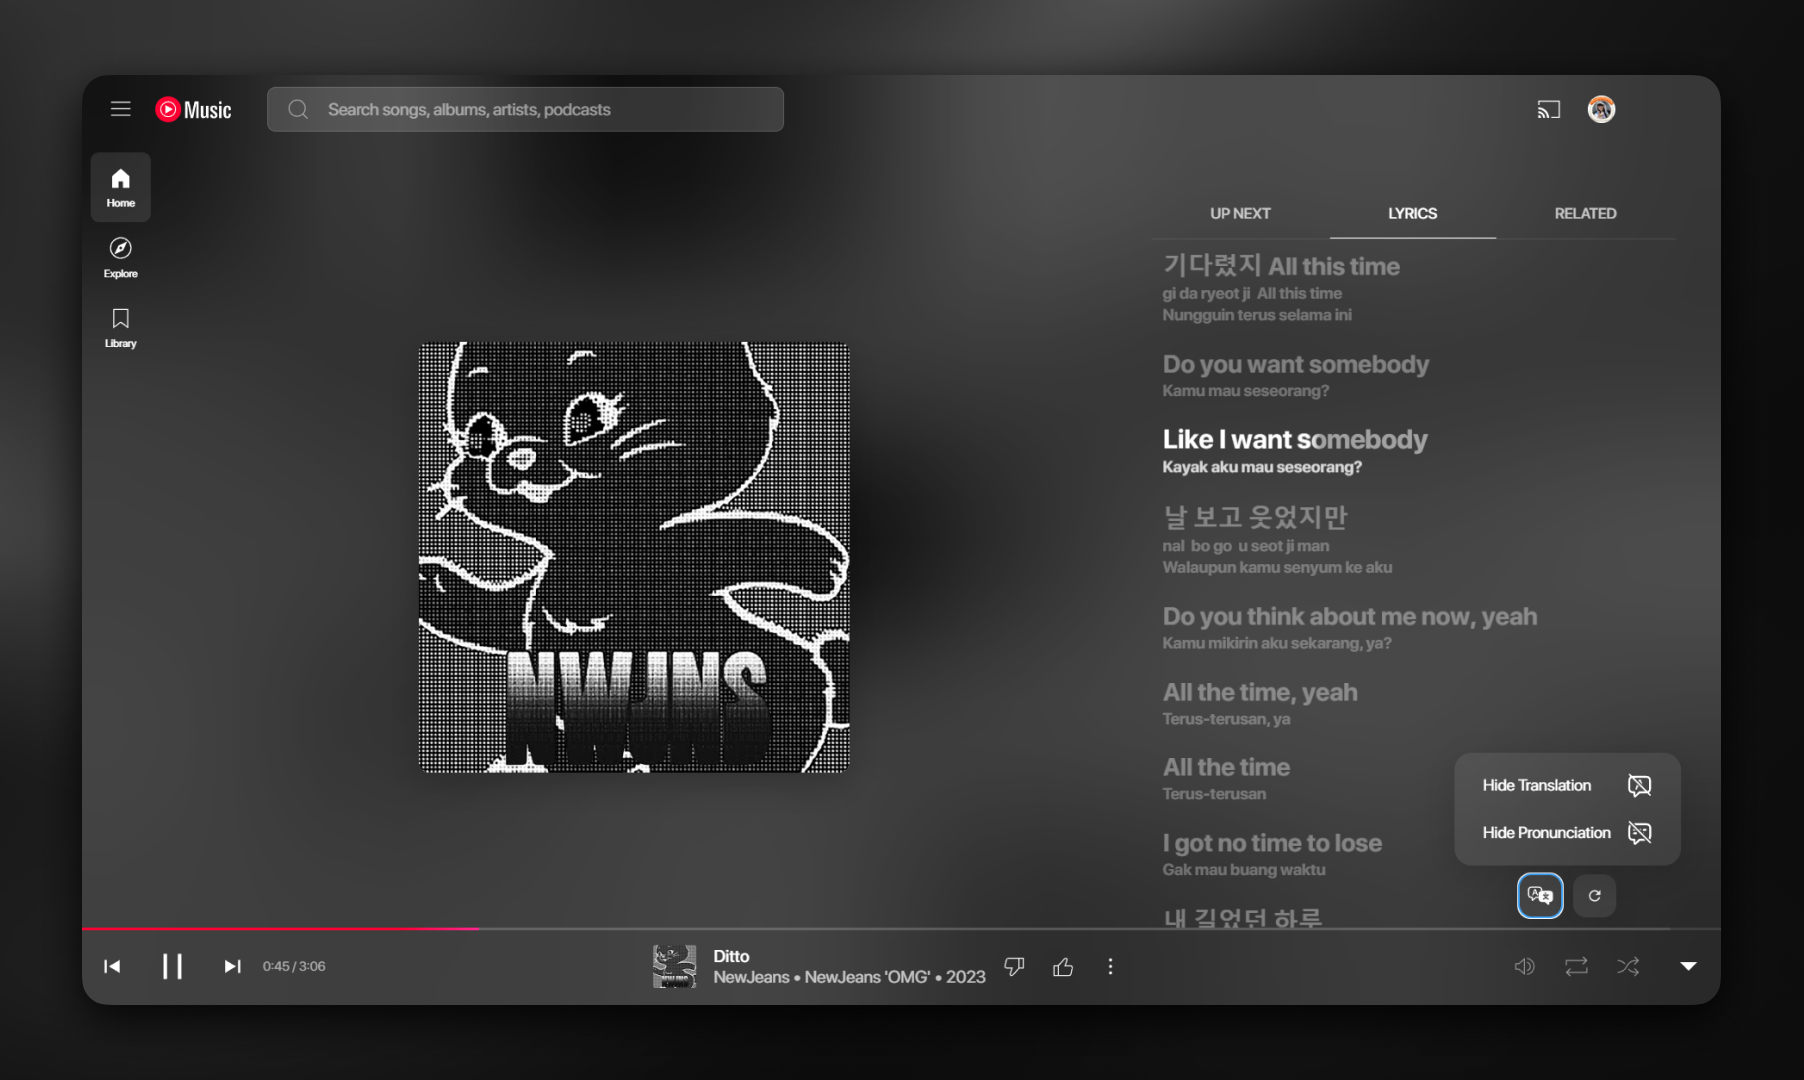 Music
Search songs, albums, artists, podcasts
Home
Explore
Library
UP NEXT
LYRICS
RELATED
기다렸지 All this time
gi da ryeot ji All this time
Nungguin terus selama ini
Do you want somebody
Kamu mau seseorang?
Like I want somebody
Kayak aku mau seseorang?
날 보고 웃었지만
nal bo go u seot ji man
Walaupun kamu senyum ke aku
Do you think about me now, yeah
Kamu mikirin aku sekarang, ya?
All the time, yeah
Terus-terusan, ya
All the time
Terus-terusan
I got no time to lose
Gak mau buang waktu
내 길었던 하루
Hide Translation
Hide Pronunciation
NWJNS
0:45 / 3:06
Ditto
NewJeans • NewJeans 'OMG' • 2023